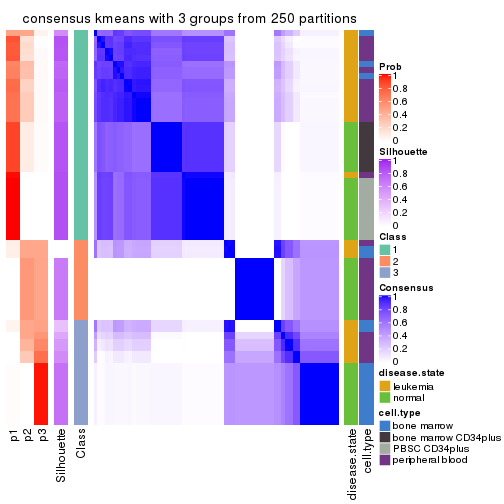 consensus kmeans with 3 groups from 250 partitions
Prob
1
0.8
0.6
0.4
0.2
0
Silhouette
1
0.8
0.6
0.4
0.2
0
Class
1
2
3
Consensus
1
0.8
0.6
0.4
0.2
0
disease.state
leukemia
normal
cell.type
bone marrow
bone marrow CD34plus
PBSC CD34plus
peripheral blood
p1
p2
p3
Silhouette
Class
disease.state
cell.type